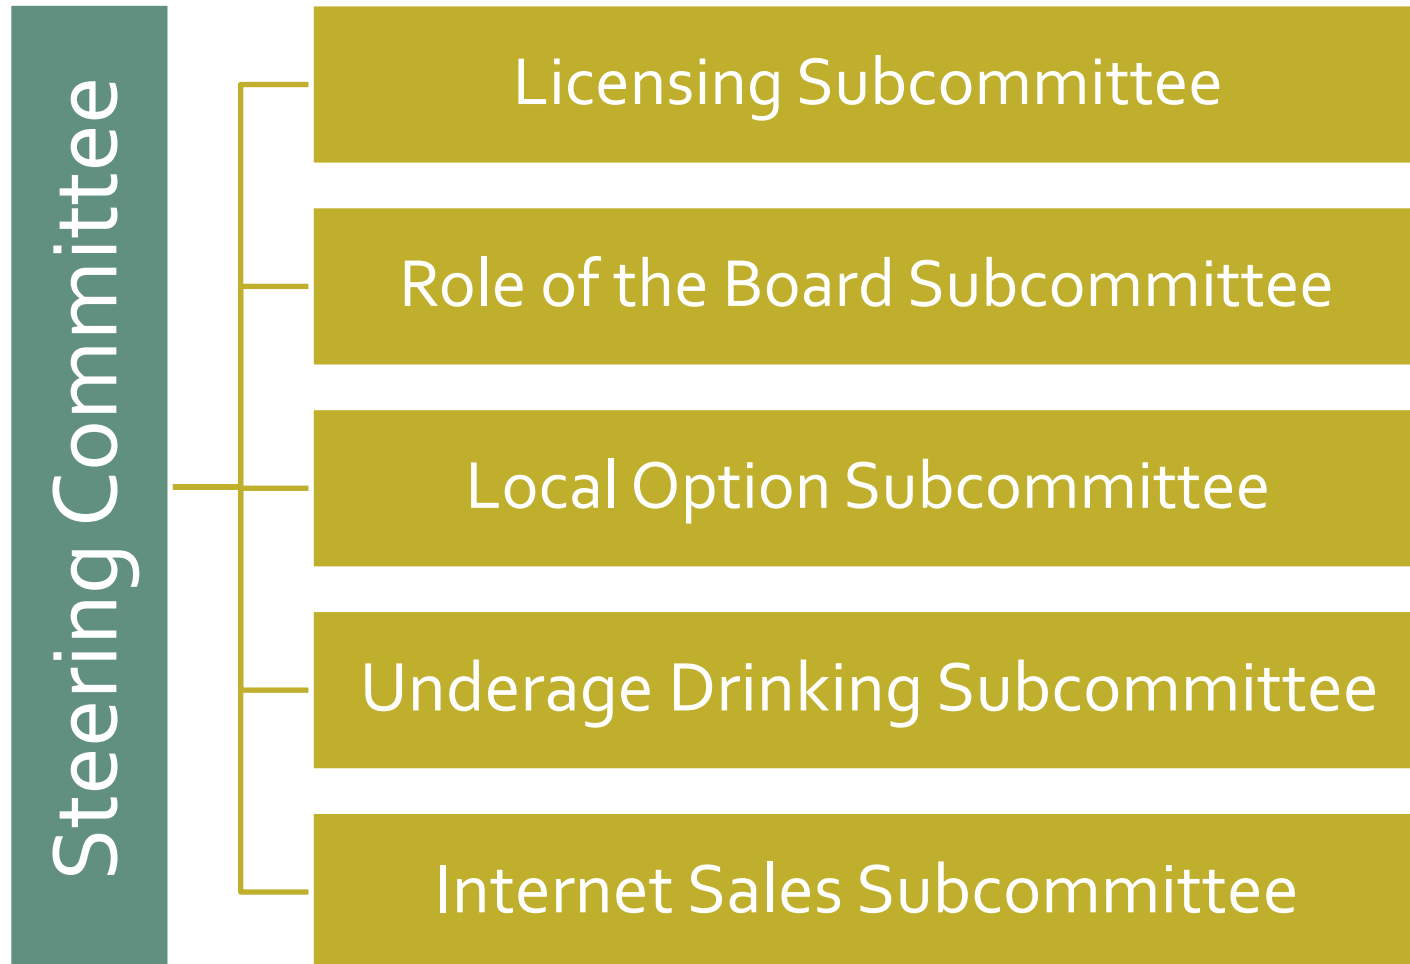 Steering Committee
Licensing Subcommittee
Role of the Board Subcommittee
Local Option Subcommittee
Underage Drinking Subcommittee
Internet Sales Subcommittee